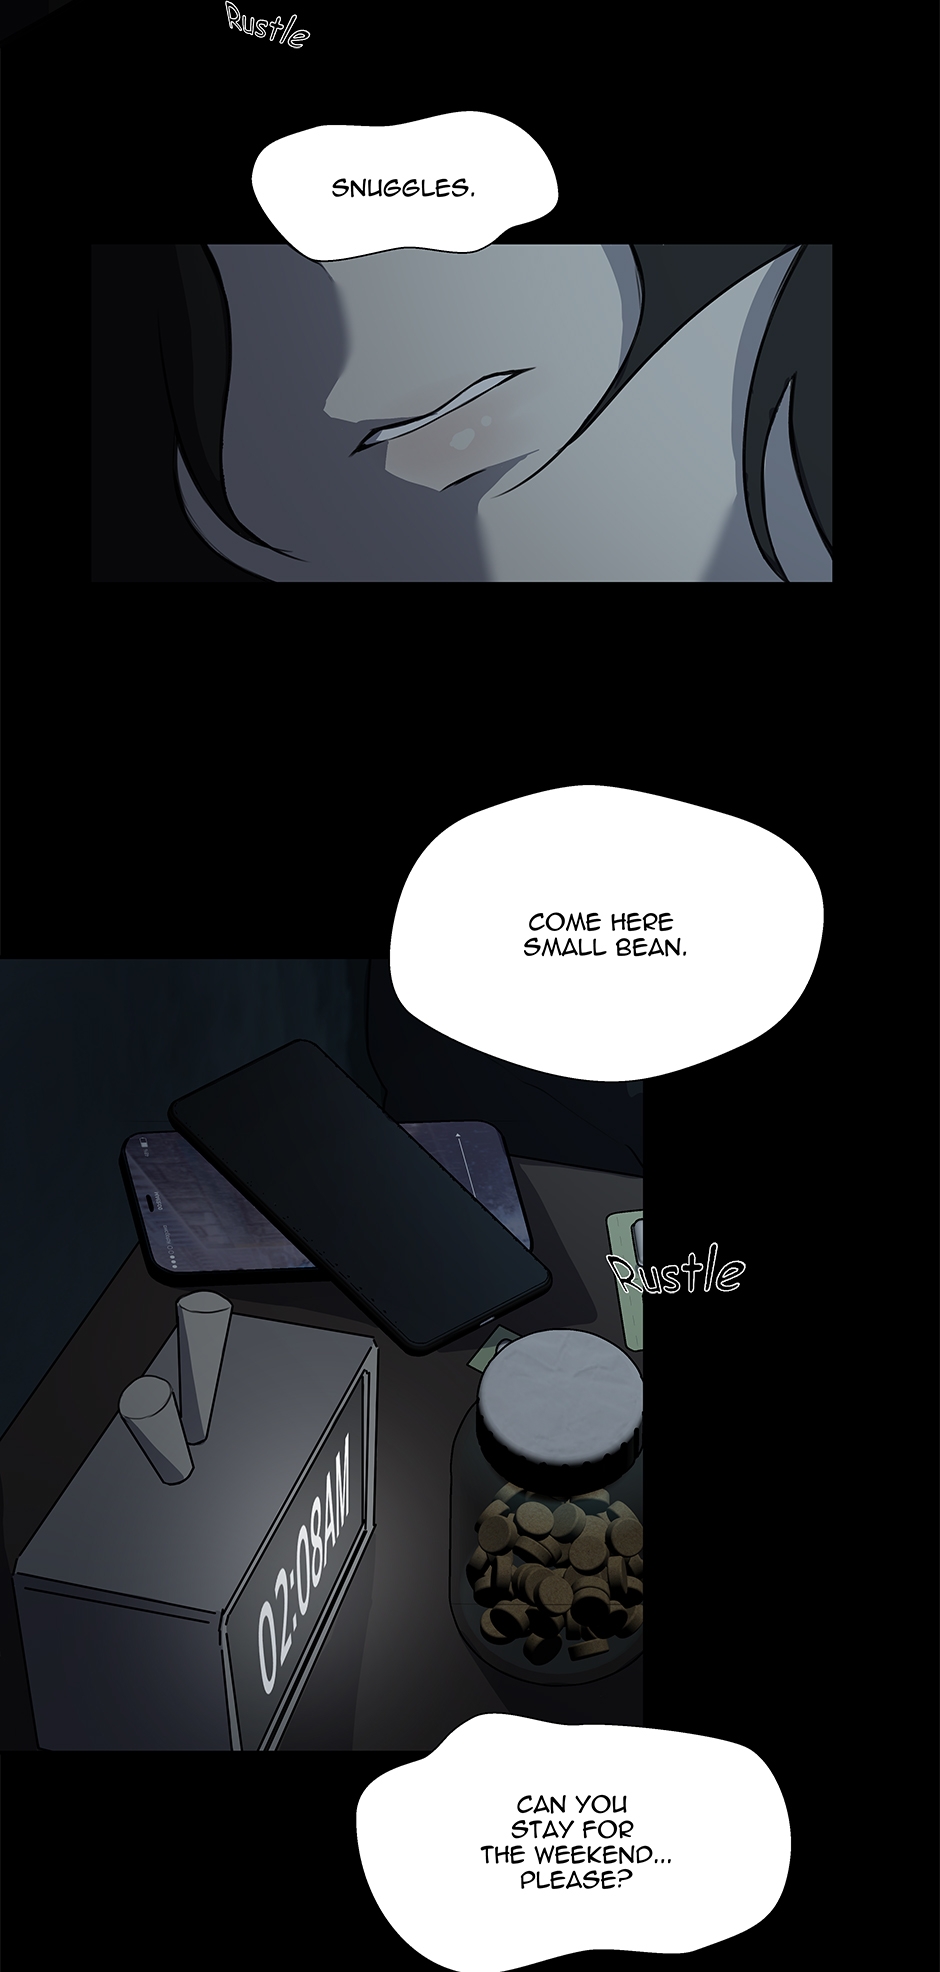 Rustle
SNUGGLES.
COME HERE
SMALL BEAN.
Rustle
02:08AM
CAN YOU
STAY FOR
THE WEEKEND...
PLEASE?